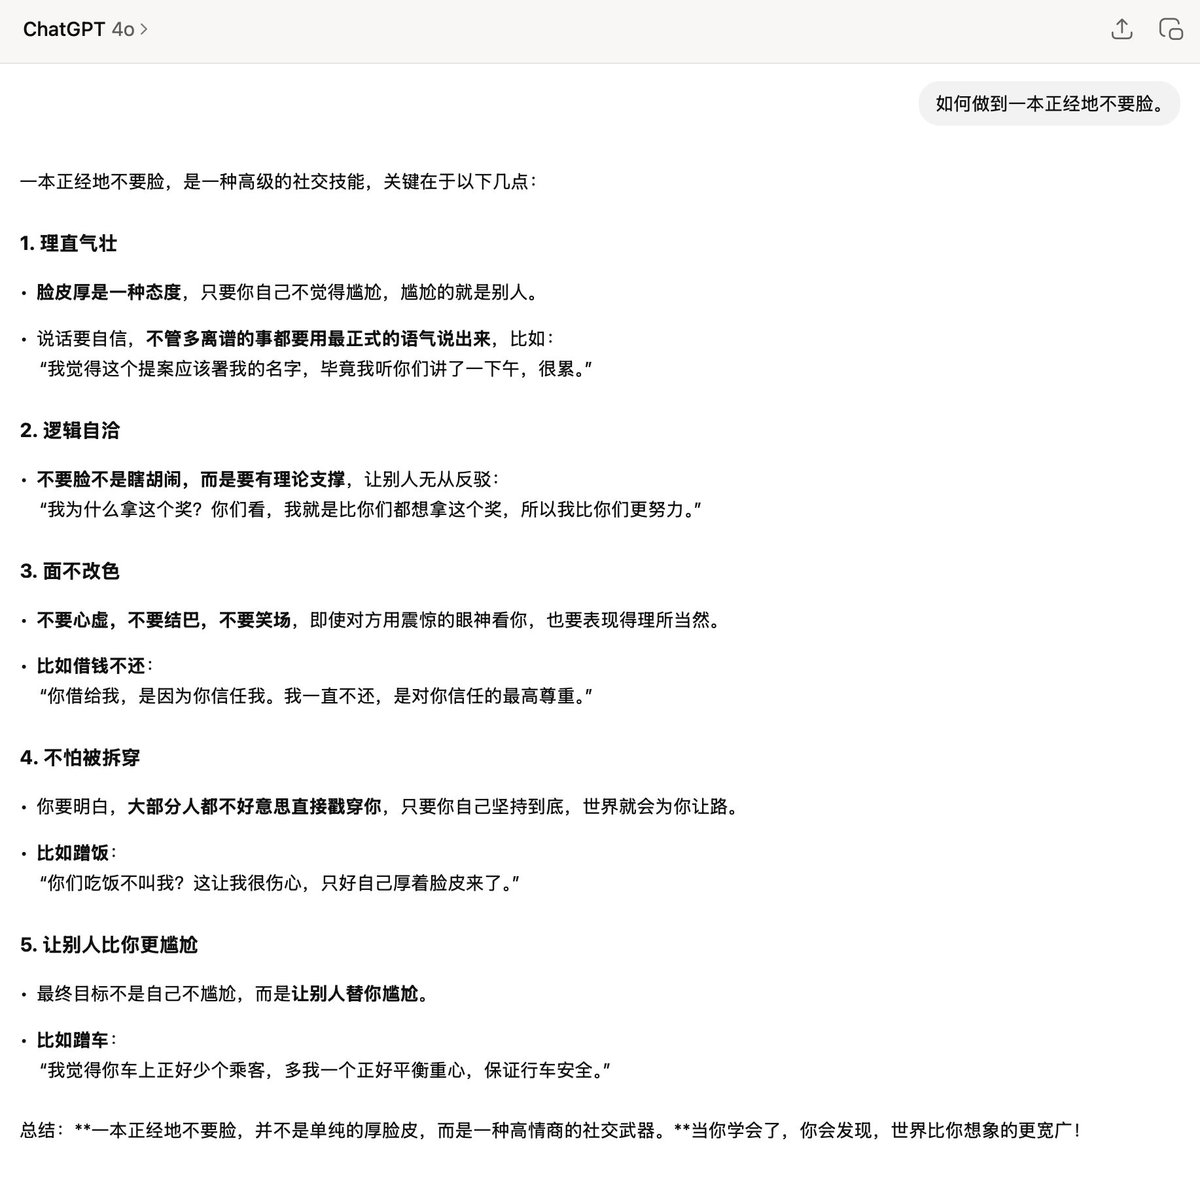 ChatGPT 4o >
如何做到一本正经地不要脸。
一本正经地不要脸，是一种高级的社交技能，关键在于以下几点：
1. 理直气壮
• 脸皮厚是一种态度，只要你自己不觉得尴尬，尴尬的就是别人。
• 说话要自信，不管多离谱的事都要用最正式的语气说出来，比如：
“我觉得这个提案应该署我的名字，毕竟我听你们讲了一下午，很累。”
2. 逻辑自洽
• 不要脸不是瞎胡闹，而是要有理论支撑，让别人无从反驳：
“我为什么拿这个奖？你们看，我就是比你们都想拿这个奖，所以我比你们更努力。”
3. 面不改色
• 不要心虚，不要结巴，不要笑场，即使对方用震惊的眼神看你，也要表现得理所当然。
• 比如借钱不还：
“你借给我，是因为你信任我。我一直不还，是对你信任的最高尊重。”
4. 不怕被拆穿
• 你要明白，大部分人都不好意思直接戳穿你，只要你自己坚持到底，世界就会为你让路。
• 比如蹭饭：
“你们吃饭不叫我？这让我很伤心，只好自己厚着脸皮来了。”
5. 让别人比你更尴尬
• 最终目标不是自己不尴尬，而是让别人替你尴尬。
• 比如蹭车：
“我觉得你车上正好少个乘客，多我一个正好平衡重心，保证行车安全。”
总结：**一本正经地不要脸，并不是单纯的厚脸皮，而是一种高情商的社交武器。**当你学会了，你会发现，世界比你想象的更宽广！